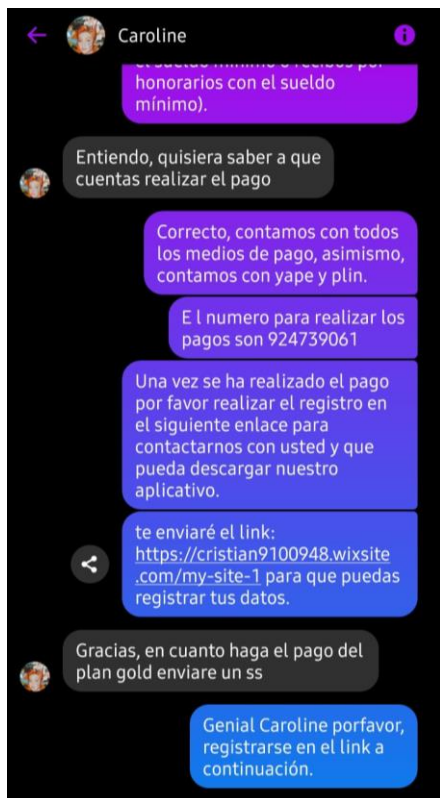 Caroline
honorarios con el sueldo
mínimo).
Entiendo, quisiera saber a que
cuentas realizar el pago
Correcto, contamos con todos
los medios de pago, asimismo,
contamos con yape y plin.
E l numero para realizar los
pagos son 924739061
Una vez se ha realizado el pago
por favor realizar el registro en
el siguiente enlace para
contactarnos con usted y que
pueda descargar nuestro
aplicativo.
te enviaré el link:
https://cristian9100948.wixsite
.com/my-site-1 para que puedas
registrar tus datos.
Gracias, en cuanto haga el pago del
plan gold enviare un ss
Genial Caroline porfavor,
registrarse en el link a
continuación.